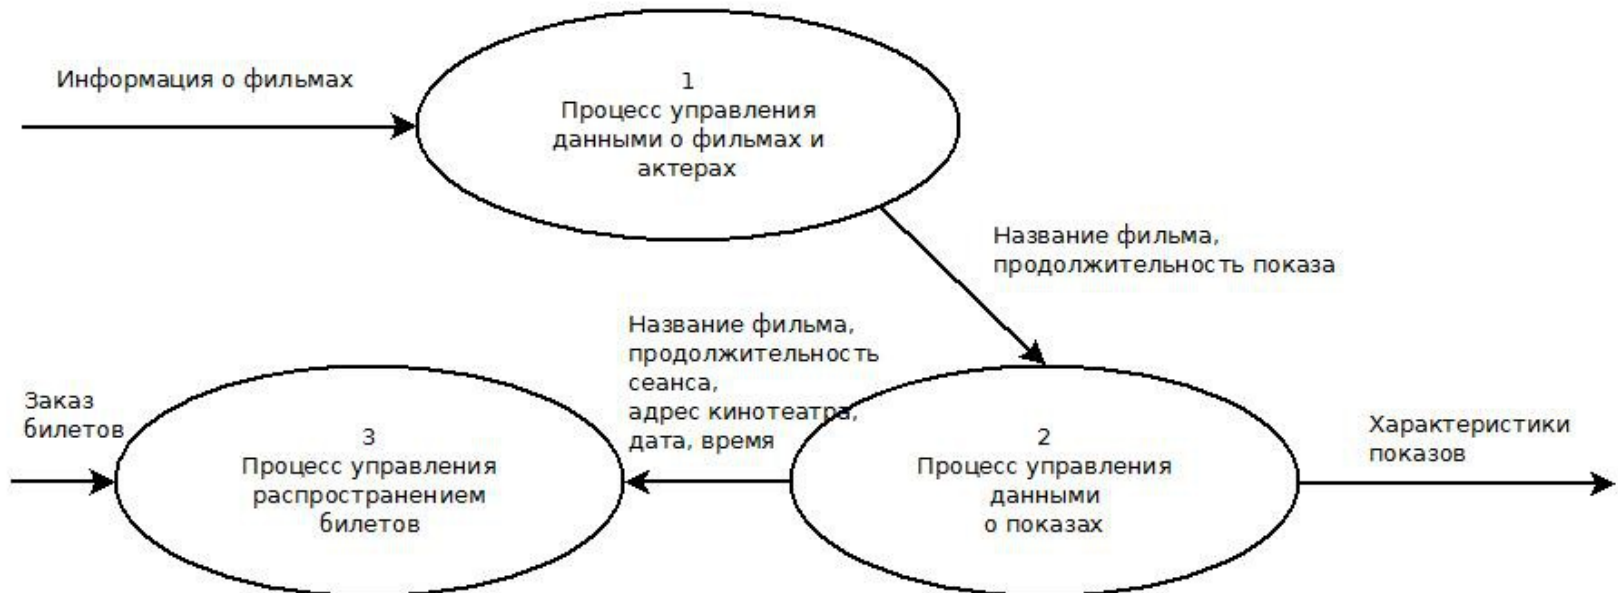 Информация о фильмах
1
Процесс управления
данными о фильмах и
актерах
Название фильма,
продолжительность показа
Название фильма,
продолжительность
сеанса,
адрес кинотеатра,
дата, время
Заказ
билетов
3
Процесс управления
распространением
билетов
2
Процесс управления
данными
о показах
Характеристики
показов